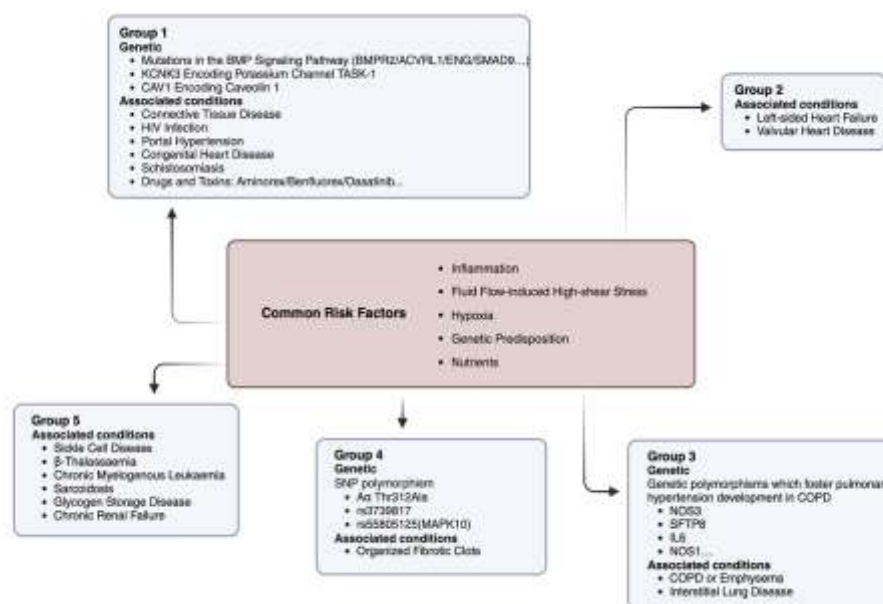 Group 1
Genetic
• Mutations in the BMP Signaling Pathway (BMPR2/ACVRL1/ENG/SMAD9...)
• KCNK3 Encoding Potassium Channel TASK-1
• CAV1 Encoding Caveolin 1
Associated conditions
• Connective Tissue Disease
• HIV Infection
• Portal Hypertension
• Congenital Heart Disease
• Schistosomiasis
• Drugs and Toxins: Aminorex/Benfluorex/Dasatinib...
Group 2
Associated conditions
• Left-sided Heart Failure
• Valvular Heart Disease
Common Risk Factors
• Inflammation
• Fluid Flow-induced High-shear Stress
• Hypoxia
• Genetic Predisposition
• Nutrients
Group 5
Associated conditions
• Sickle Cell Disease
• β-Thalassaemia
• Chronic Myelogenous Leukaemia
• Sarcoidosis
• Glycogen Storage Disease
• Chronic Renal Failure
Group 4
Genetic
SNP polymorphism
• Aα Thr312Ala
• rs3739817
• rs55805125(MAPK10)
Associated conditions
• Organized Fibrotic Clots
Group 3
Genetic
Genetic polymorphisms which foster pulmonary
hypertension development in COPD
• NOS3
• SFTPB
• IL6
• NOS1...
Associated conditions
• COPD or Emphysema
• Interstitial Lung Disease